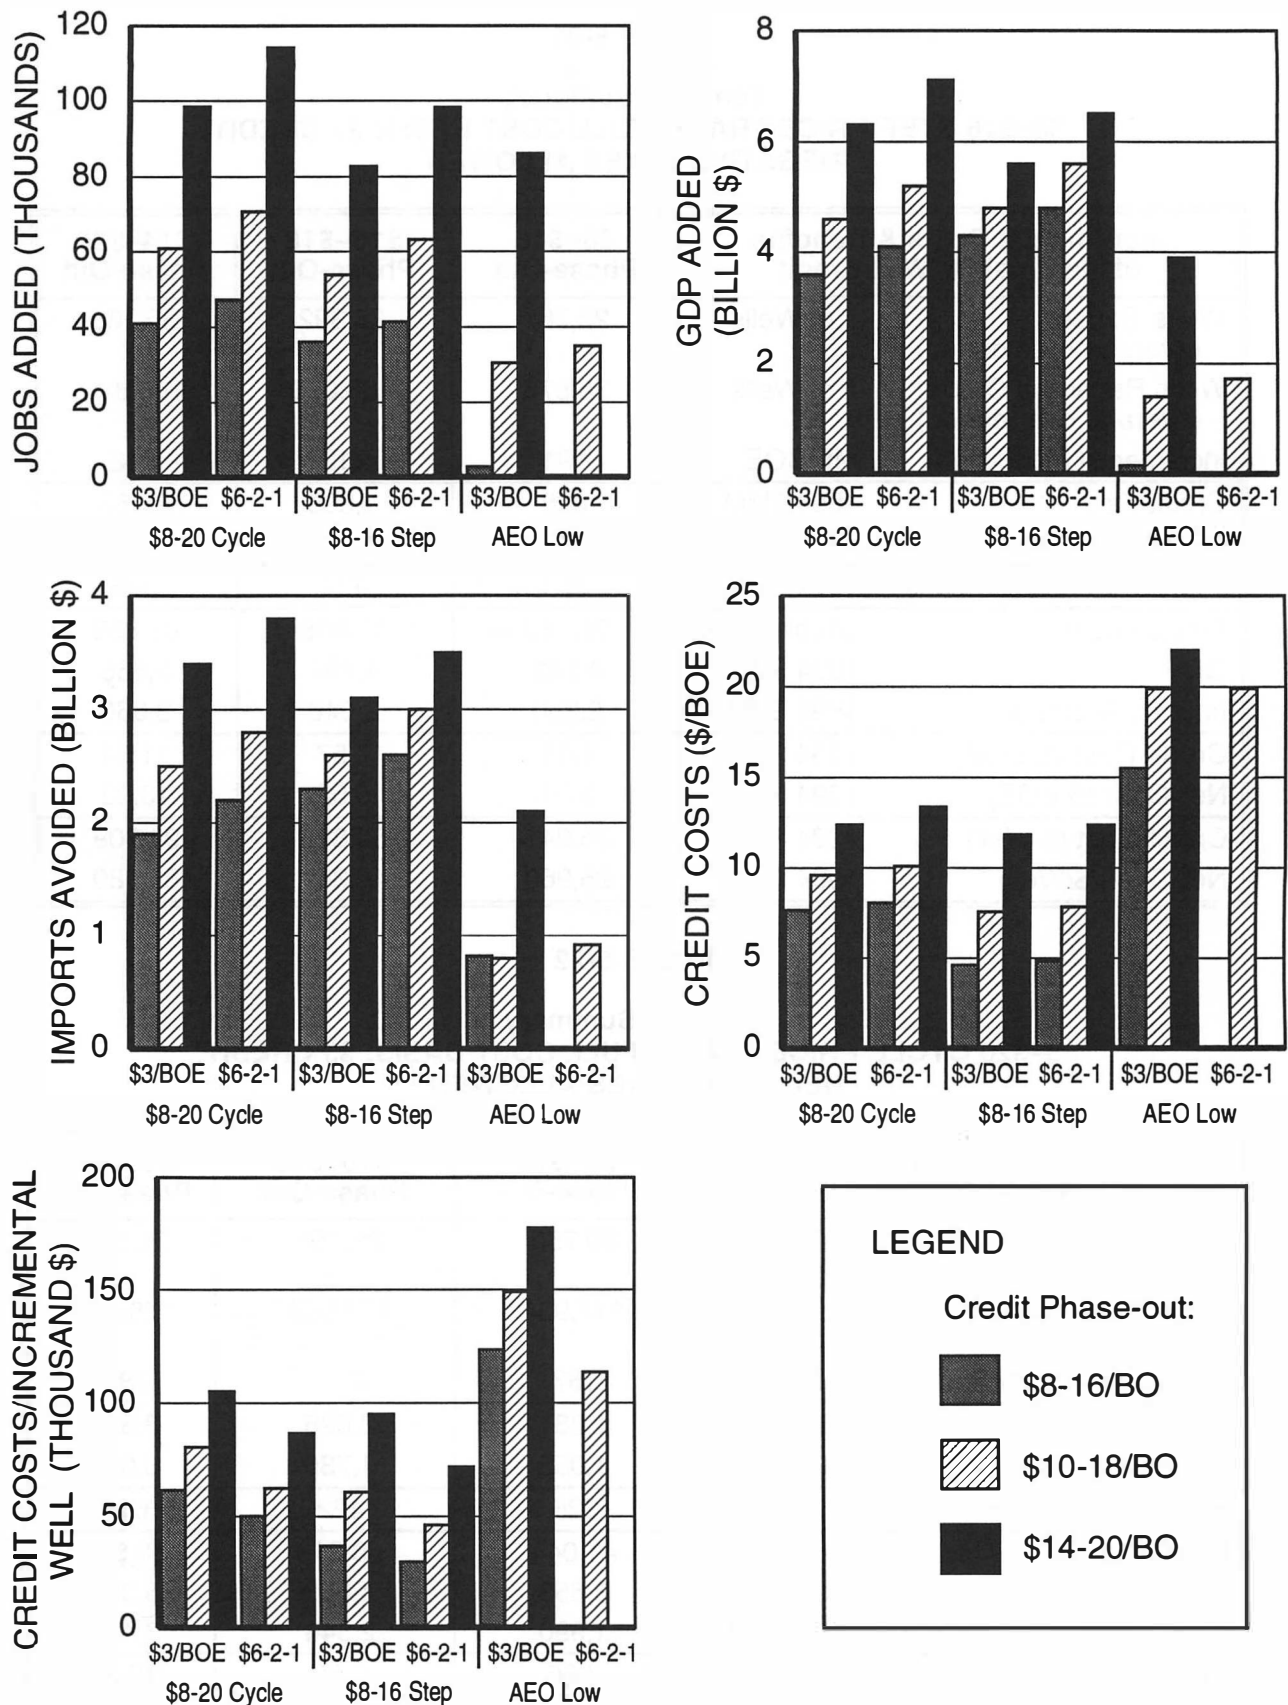 JOBS ADDED (THOUSANDS)
120
100
80
60
40
20
0
$3/BOE $6-2-1 $3/BOE $6-2-1 $3/BOE $6-2-1
$8-20 Cycle $8-16 Step AEO Low
GDP ADDED
(BILLION $)
8
6
4
2
0
$3/BOE $6-2-1 $3/BOE $6-2-1 $3/BOE $6-2-1
$8-20 Cycle $8-16 Step AEO Low
IMPORTS AVOIDED (BILLION $)
4
3
2
1
0
$3/BOE $6-2-1 $3/BOE $6-2-1 $3/BOE $6-2-1
$8-20 Cycle $8-16 Step AEO Low
CREDIT COSTS ($/BOE)
25
20
15
10
5
0
$3/BOE $6-2-1 $3/BOE $6-2-1 $3/BOE $6-2-1
$8-20 Cycle $8-16 Step AEO Low
CREDIT COSTS/INCREMENTAL
WELL (THOUSAND $)
200
150
100
50
0
$3/BOE $6-2-1 $3/BOE $6-2-1 $3/BOE $6-2-1
$8-20 Cycle $8-16 Step AEO Low
LEGEND
Credit Phase-out:
$8-16/BO
$10-18/BO
$14-20/BO